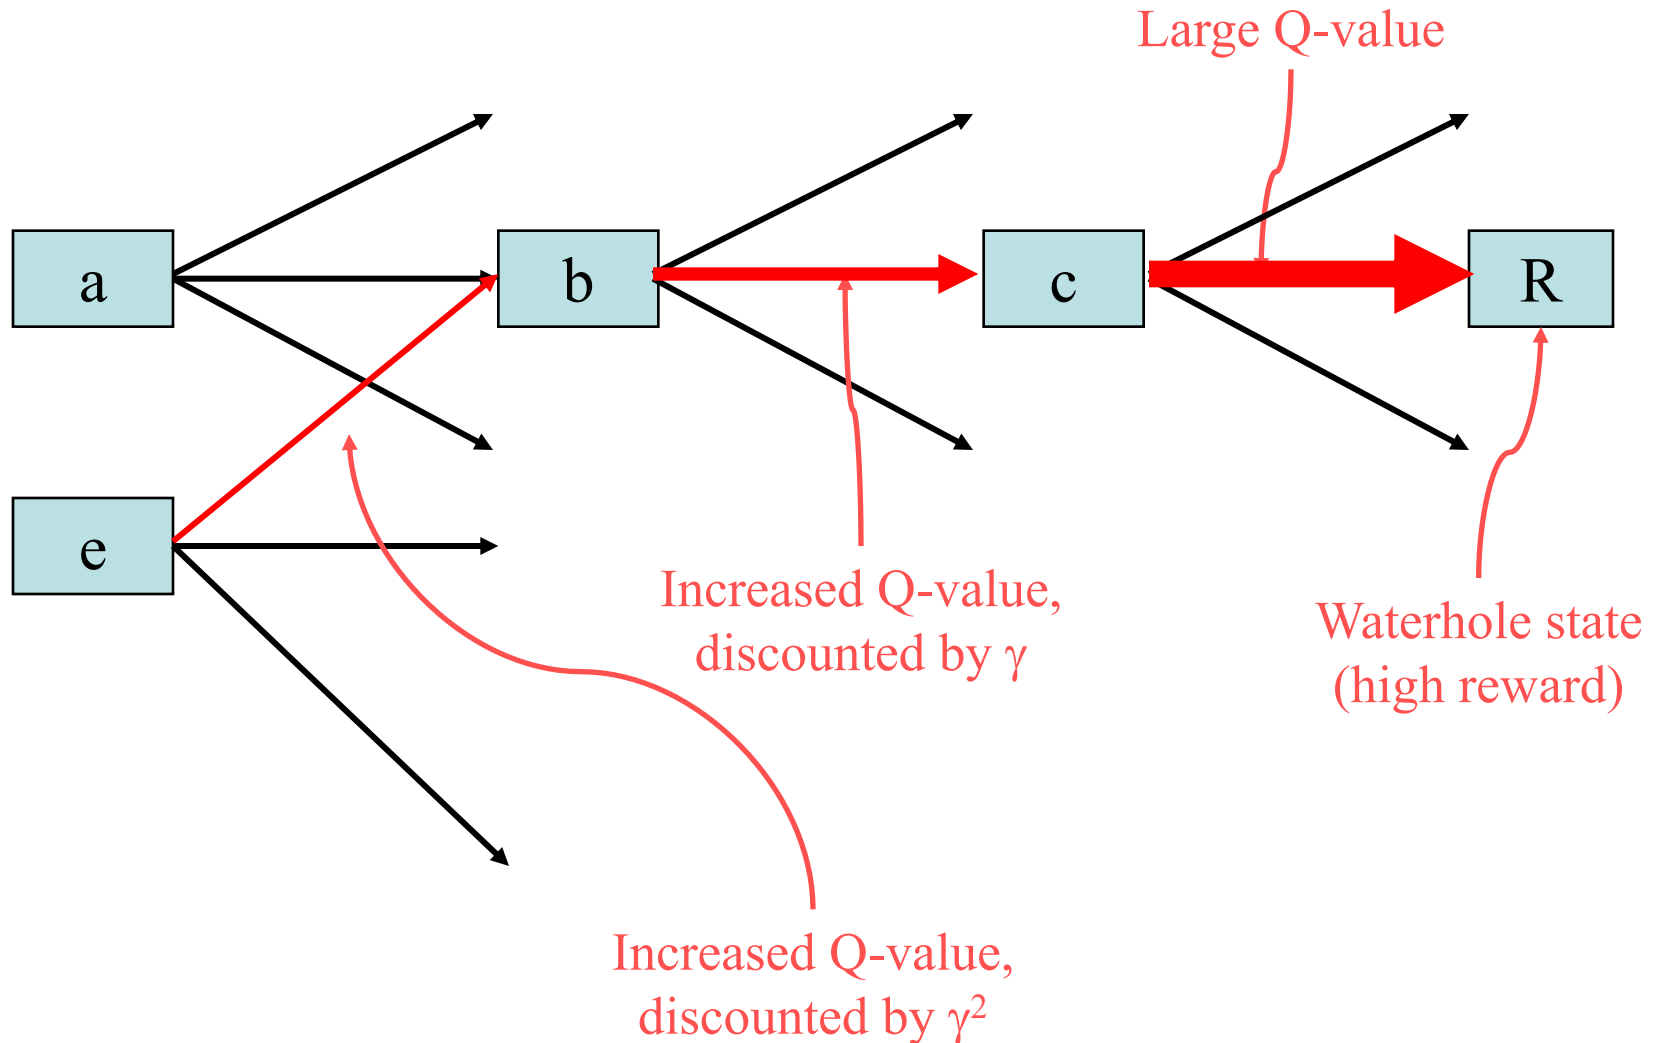 Large Q-value
a
b
c
R
e
Increased Q-value,
discounted by γ
Waterhole state
(high reward)
Increased Q-value,
discounted by γ²